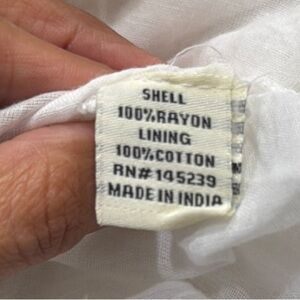 SHELL
100%RAYON
LINING
100%COTTON
RN#145239
MADE IN INDIA